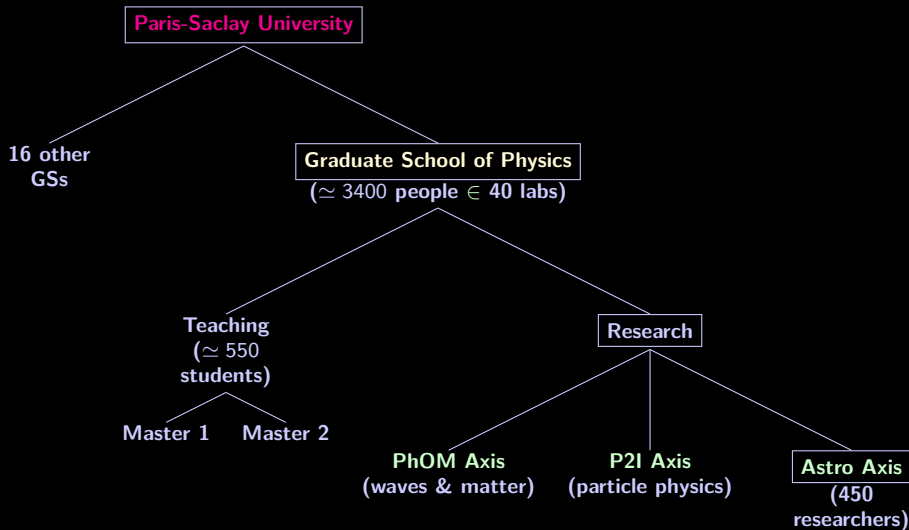 Paris-Saclay University
16 other
GSs
Graduate School of Physics
(≃ 3400 people ∈ 40 labs)
Teaching
(≃ 550
students)
Research
Master 1
Master 2
PhOM Axis
(waves & matter)
P2I Axis
(particle physics)
Astro Axis
(450
researchers)